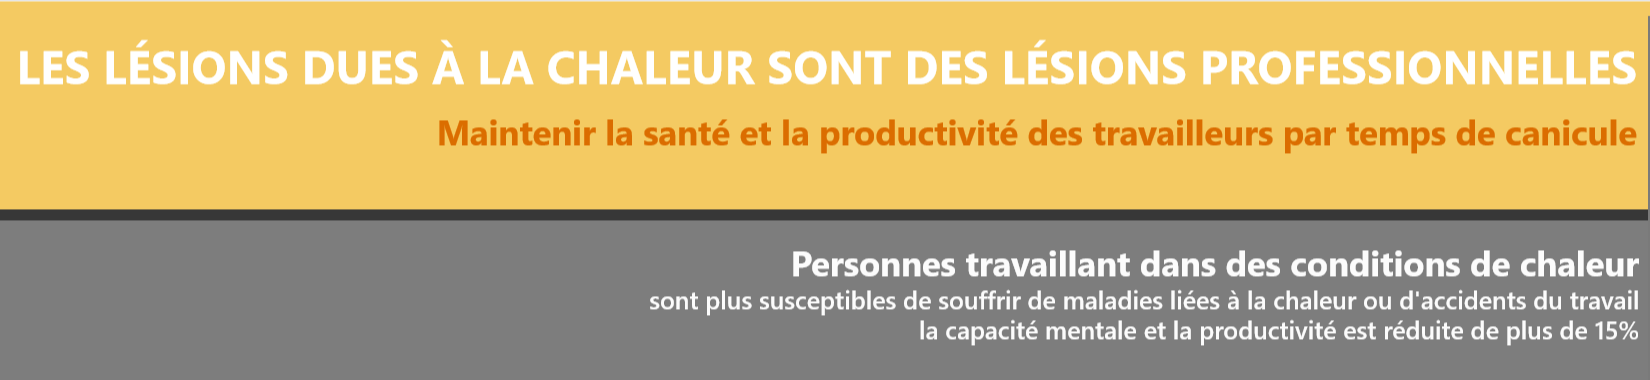 LES LÉSIONS DUES À LA CHALEUR SONT DES LÉSIONS PROFESSIONNELLES
Maintenir la santé et la productivité des travailleurs par temps de canicule
Personnes travaillant dans des conditions de chaleur
sont plus susceptibles de souffrir de maladies liées à la chaleur ou d'accidents du travail
la capacité mentale et la productivité est réduite de plus de 15%